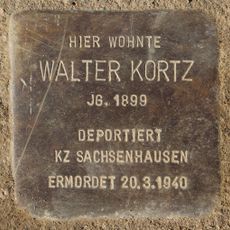 HIER WOHNTE
WALTER KORTZ
JG. 1899
DEPORTIERT
KZ SACHSENHAUSEN
ERMORDET 20.3.1940